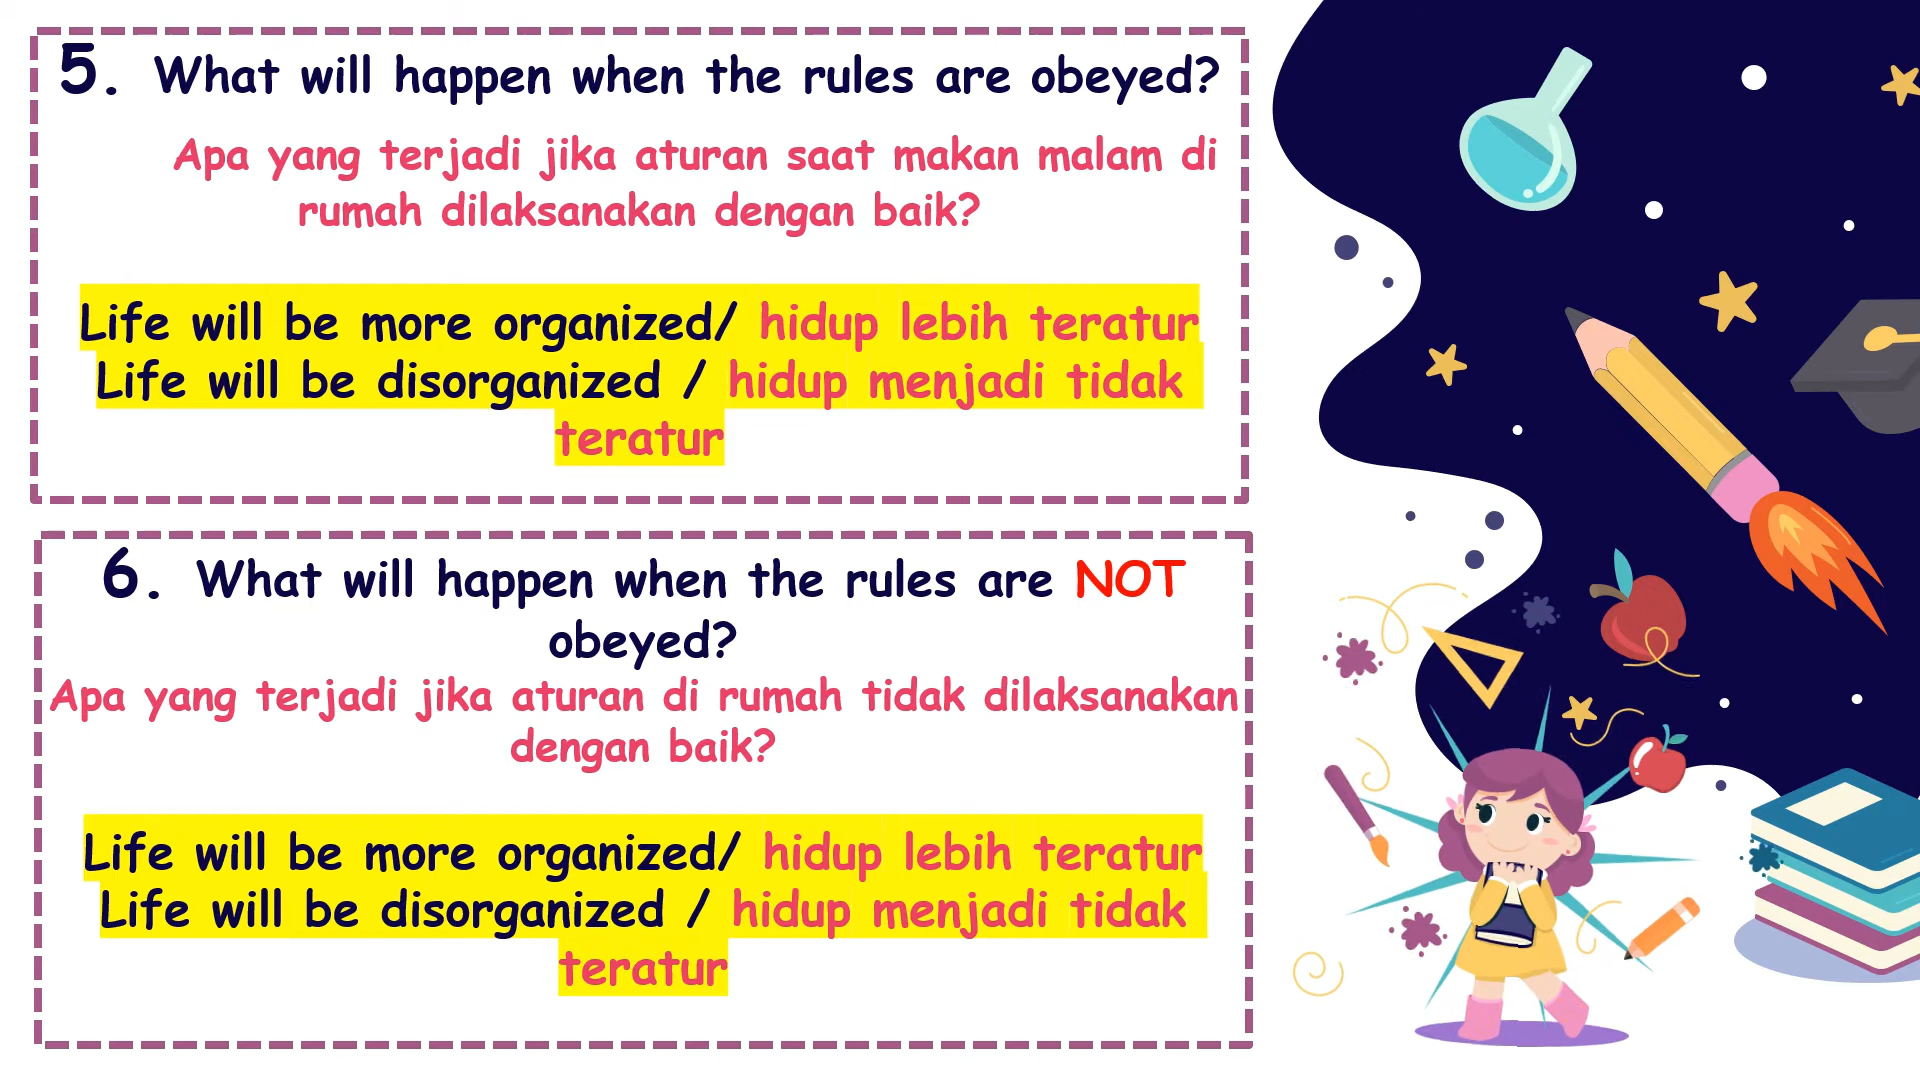 5. What will happen when the rules are obeyed?
Apa yang terjadi jika aturan saat makan malam di
rumah dilaksanakan dengan baik?
Life will be more organized/ hidup lebih teratur
Life will be disorganized / hidup menjadi tidak
teratur
6. What will happen when the rules are NOT
obeyed?
Apa yang terjadi jika aturan di rumah tidak dilaksanakan
dengan baik?
Life will be more organized/ hidup lebih teratur
Life will be disorganized / hidup menjadi tidak
teratur